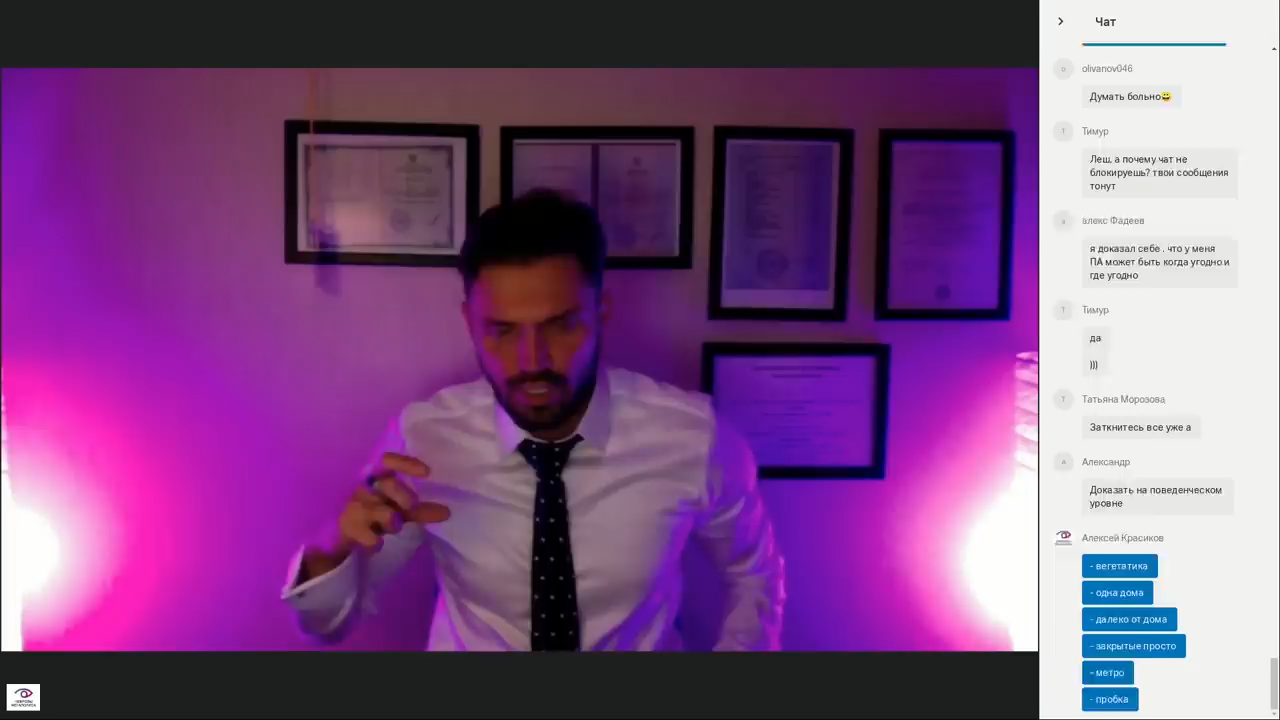 Чат
olivanov046
Думать больно😀
Тимур
Леш, а почему чат не
блокируешь? твои сообщения
тонут
алекс Фадеев
я доказал себе . что у меня
ПА может быть когда угодно и
где угодно
Тимур
да
)))
Татьяна Морозова
Заткнитесь все уже а
Александр
Доказать на поведенческом
уровне
Алексей Красиков
- вегетатика
- одна дома
- далеко от дома
- закрытые просто
- метро
- пробка